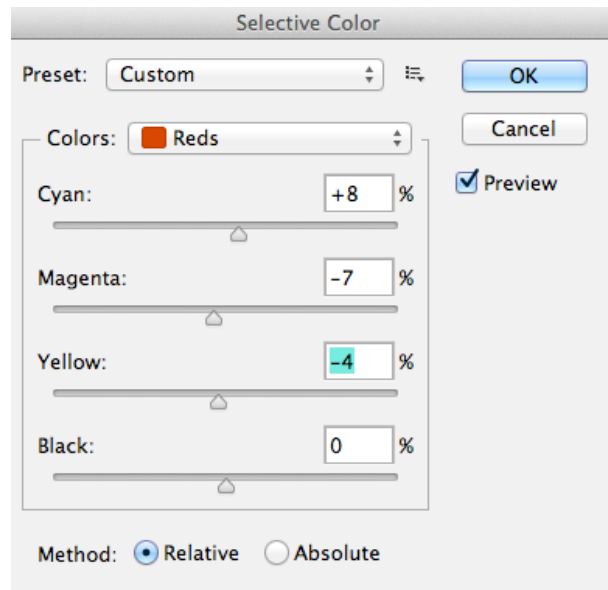 Selective Color
Preset: Custom
OK
Colors: Reds
Cancel
Preview
Cyan: +8 %
Magenta: -7 %
Yellow: -4 %
Black: 0 %
Method: Relative Absolute